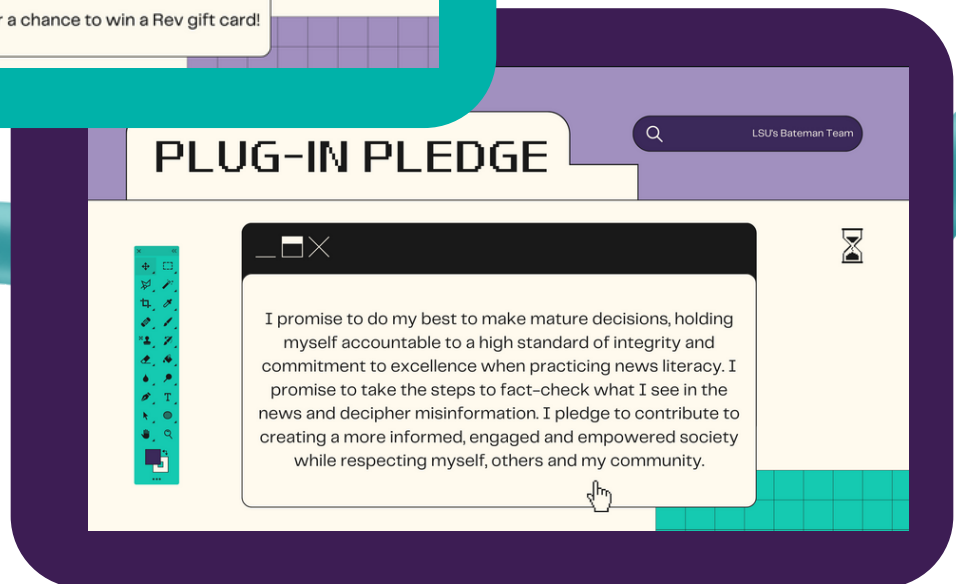 r a chance to win a Rev gift card!
PLUG-IN PLEDGE
LSU's Bateman Team
I promise to do my best to make mature decisions, holding
myself accountable to a high standard of integrity and
commitment to excellence when practicing news literacy. I
promise to take the steps to fact-check what I see in the
news and decipher misinformation. I pledge to contribute to
creating a more informed, engaged and empowered society
while respecting myself, others and my community.